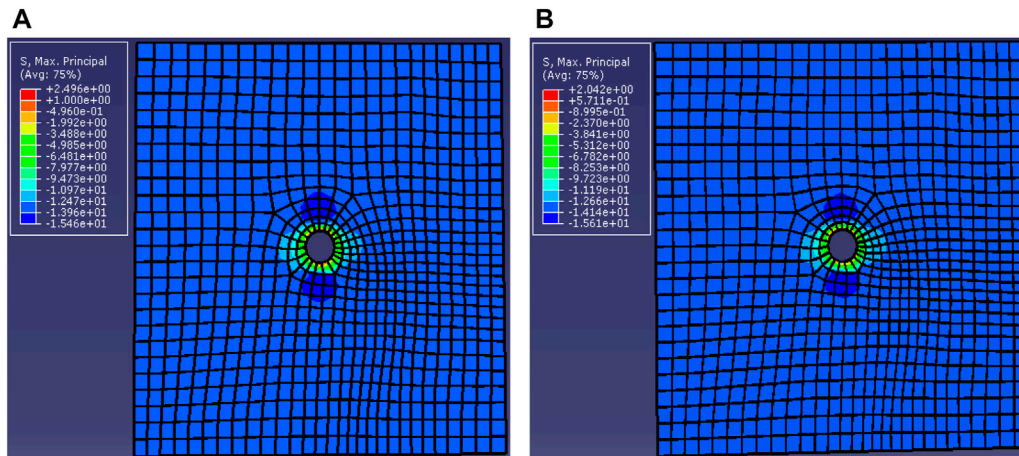 A
S, Max. Principal
(Avg: 75%)
+2.496e+00
+1.000e+00
-4.960e-01
-1.992e+00
-3.488e+00
-4.985e+00
-6.481e+00
-7.977e+00
-9.473e+00
-1.097e+01
-1.247e+01
-1.396e+01
-1.546e+01
B
S, Max. Principal
(Avg: 75%)
+2.042e+00
+5.711e-01
-8.995e-01
-2.370e+00
-3.841e+00
-5.312e+00
-6.782e+00
-8.253e+00
-9.723e+00
-1.119e+01
-1.266e+01
-1.414e+01
-1.561e+01